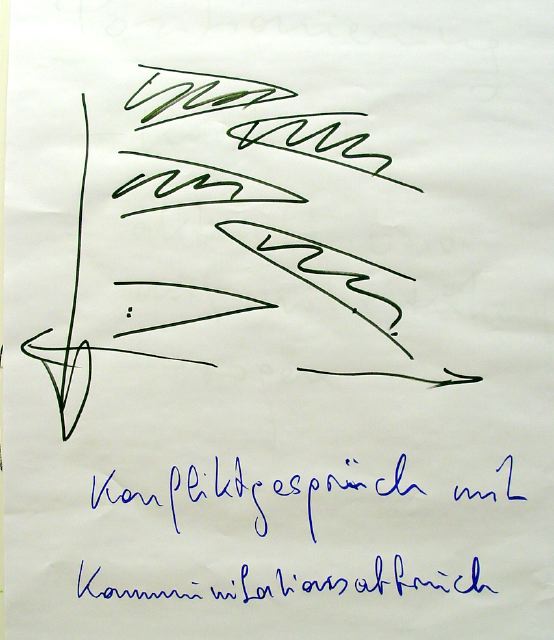 Konfliktgespräch mit
Kommunikationsabbruch